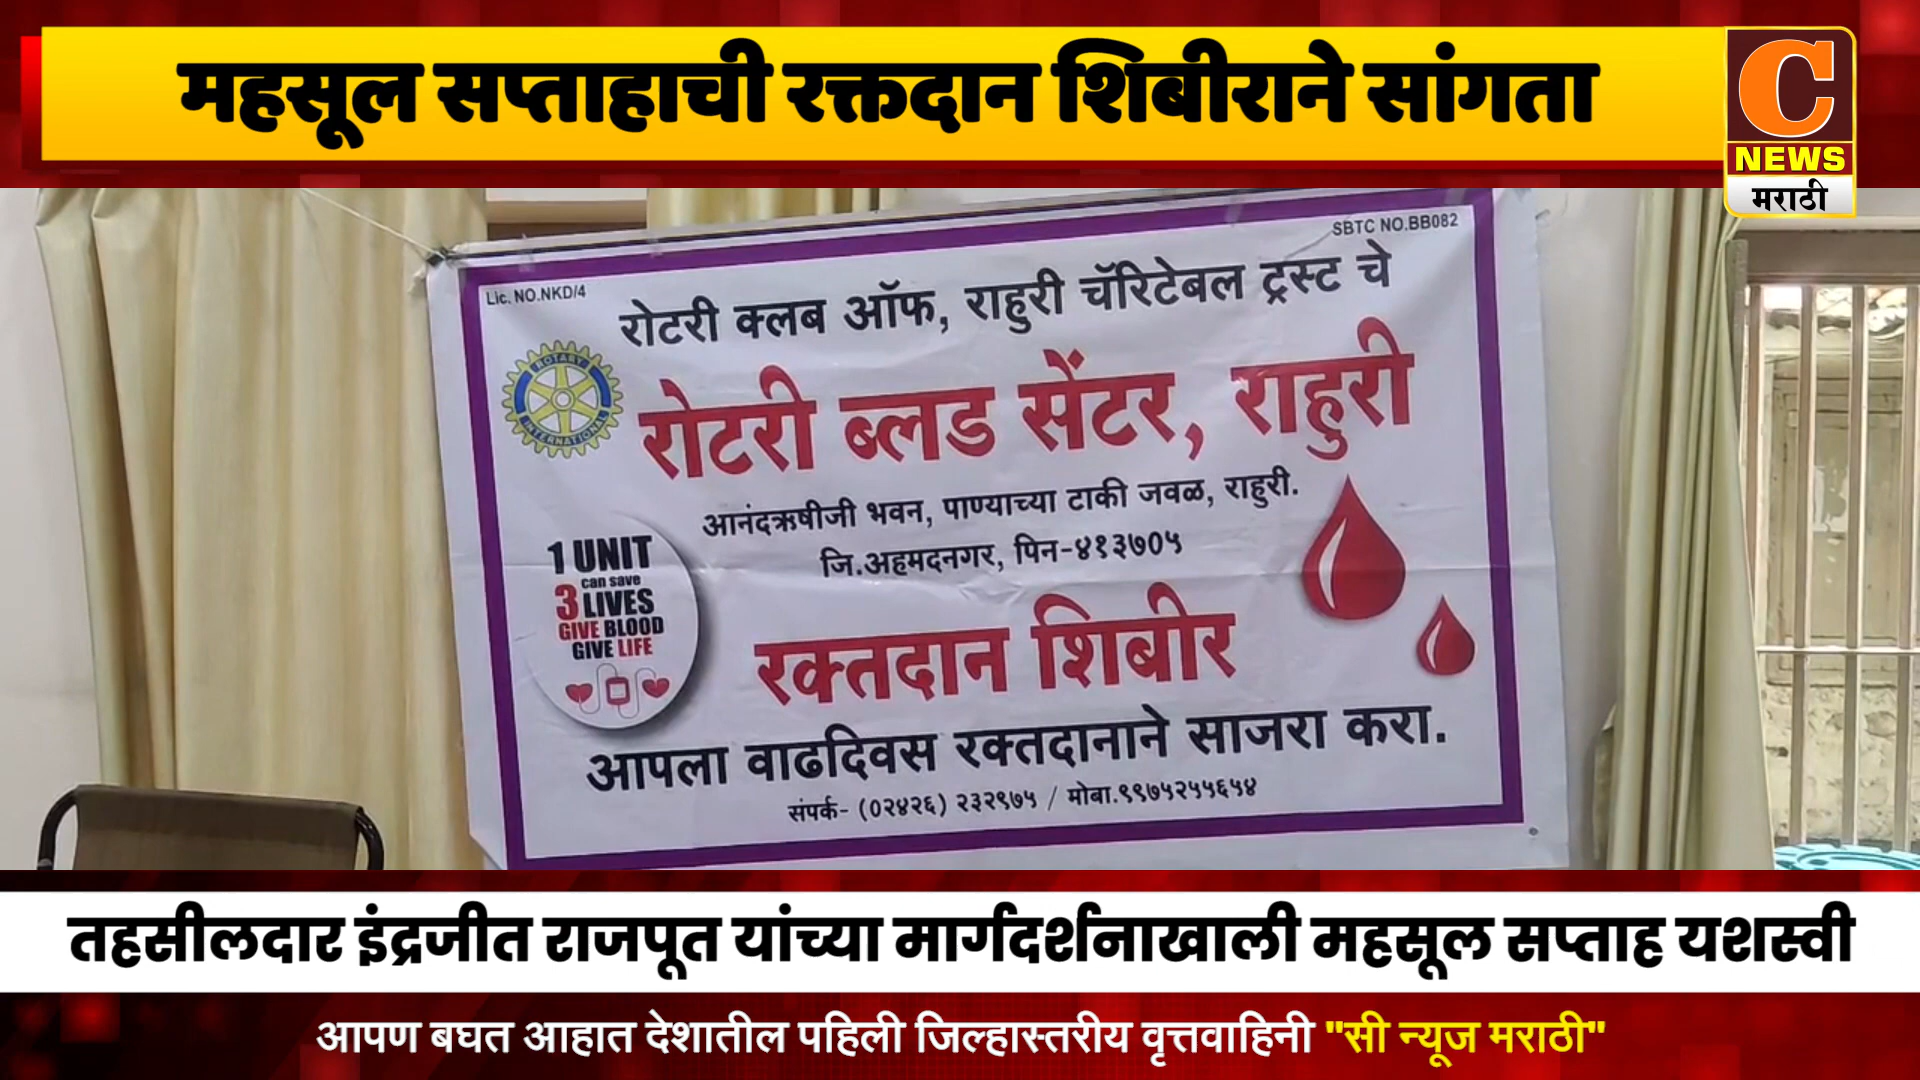 महसूल सप्ताहाची रक्तदान शिबीराने सांगता
C
NEWS
मराठी
SBTC NO.BB082
Lic. NO.NKD/4
रोटरी क्लब ऑफ, राहुरी चॅरिटेबल ट्रस्ट चे
ROTARY
INTERNATIONAL
रोटरी ब्लड सेंटर, राहुरी
आनंदऋषीजी भवन, पाण्याच्या टाकी जवळ, राहुरी.
जि.अहमदनगर, पिन-४१३७०५
1 UNIT
can save
3 LIVES
GIVE BLOOD
GIVE LIFE
रक्तदान शिबीर
आपला वाढदिवस रक्तदानाने साजरा करा.
संपर्क- (०२४२६) २३२९७५ / मोबा.९९७५२५५६५४
तहसीलदार इंद्रजीत राजपूत यांच्या मार्गदर्शनाखाली महसूल सप्ताह यशस्वी
आपण बघत आहात देशातील पहिली जिल्हास्तरीय वृत्तवाहिनी "सी न्यूज मराठी"